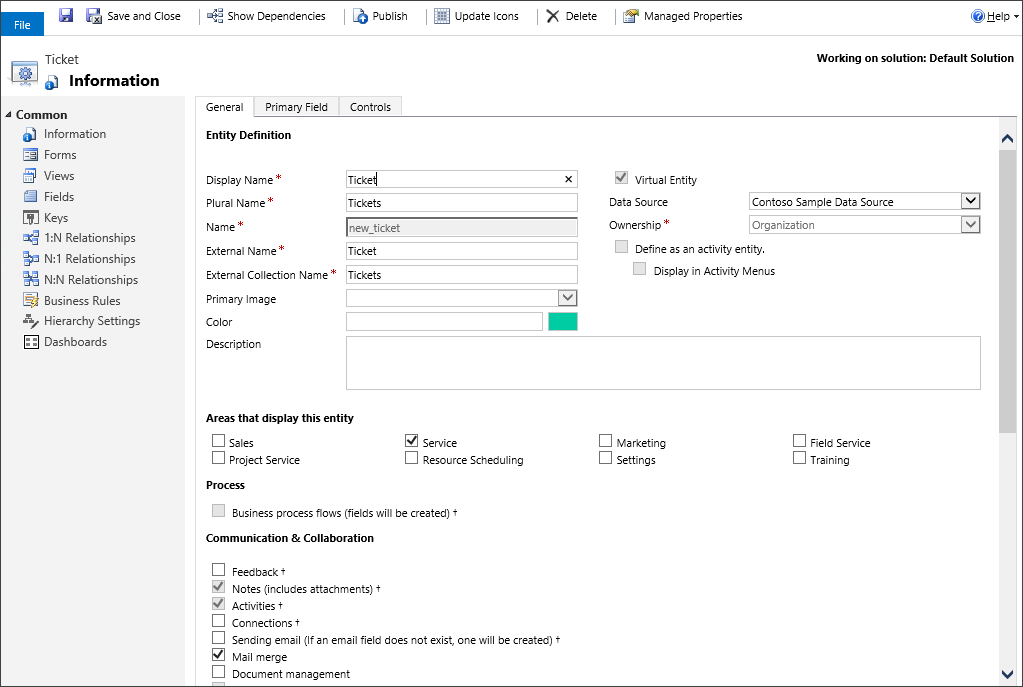 File
Save and Close
Show Dependencies
Publish
Update Icons
Delete
Managed Properties
Help
Ticket
Information
Working on solution: Default Solution
Common
Information
Forms
Views
Fields
Keys
1:N Relationships
N:1 Relationships
N:N Relationships
Business Rules
Hierarchy Settings
Dashboards
General
Primary Field
Controls
Entity Definition
Display Name *
Ticket
Virtual Entity
Plural Name *
Tickets
Data Source
Contoso Sample Data Source
Name *
new_ticket
Ownership *
Organization
External Name *
Ticket
Define as an activity entity.
External Collection Name *
Tickets
Display in Activity Menus
Primary Image
Color
Description
Areas that display this entity
Sales
Service
Marketing
Field Service
Project Service
Resource Scheduling
Settings
Training
Process
Business process flows (fields will be created) †
Communication & Collaboration
Feedback †
Notes (includes attachments) †
Activities †
Connections †
Sending email (If an email field does not exist, one will be created) †
Mail merge
Document management